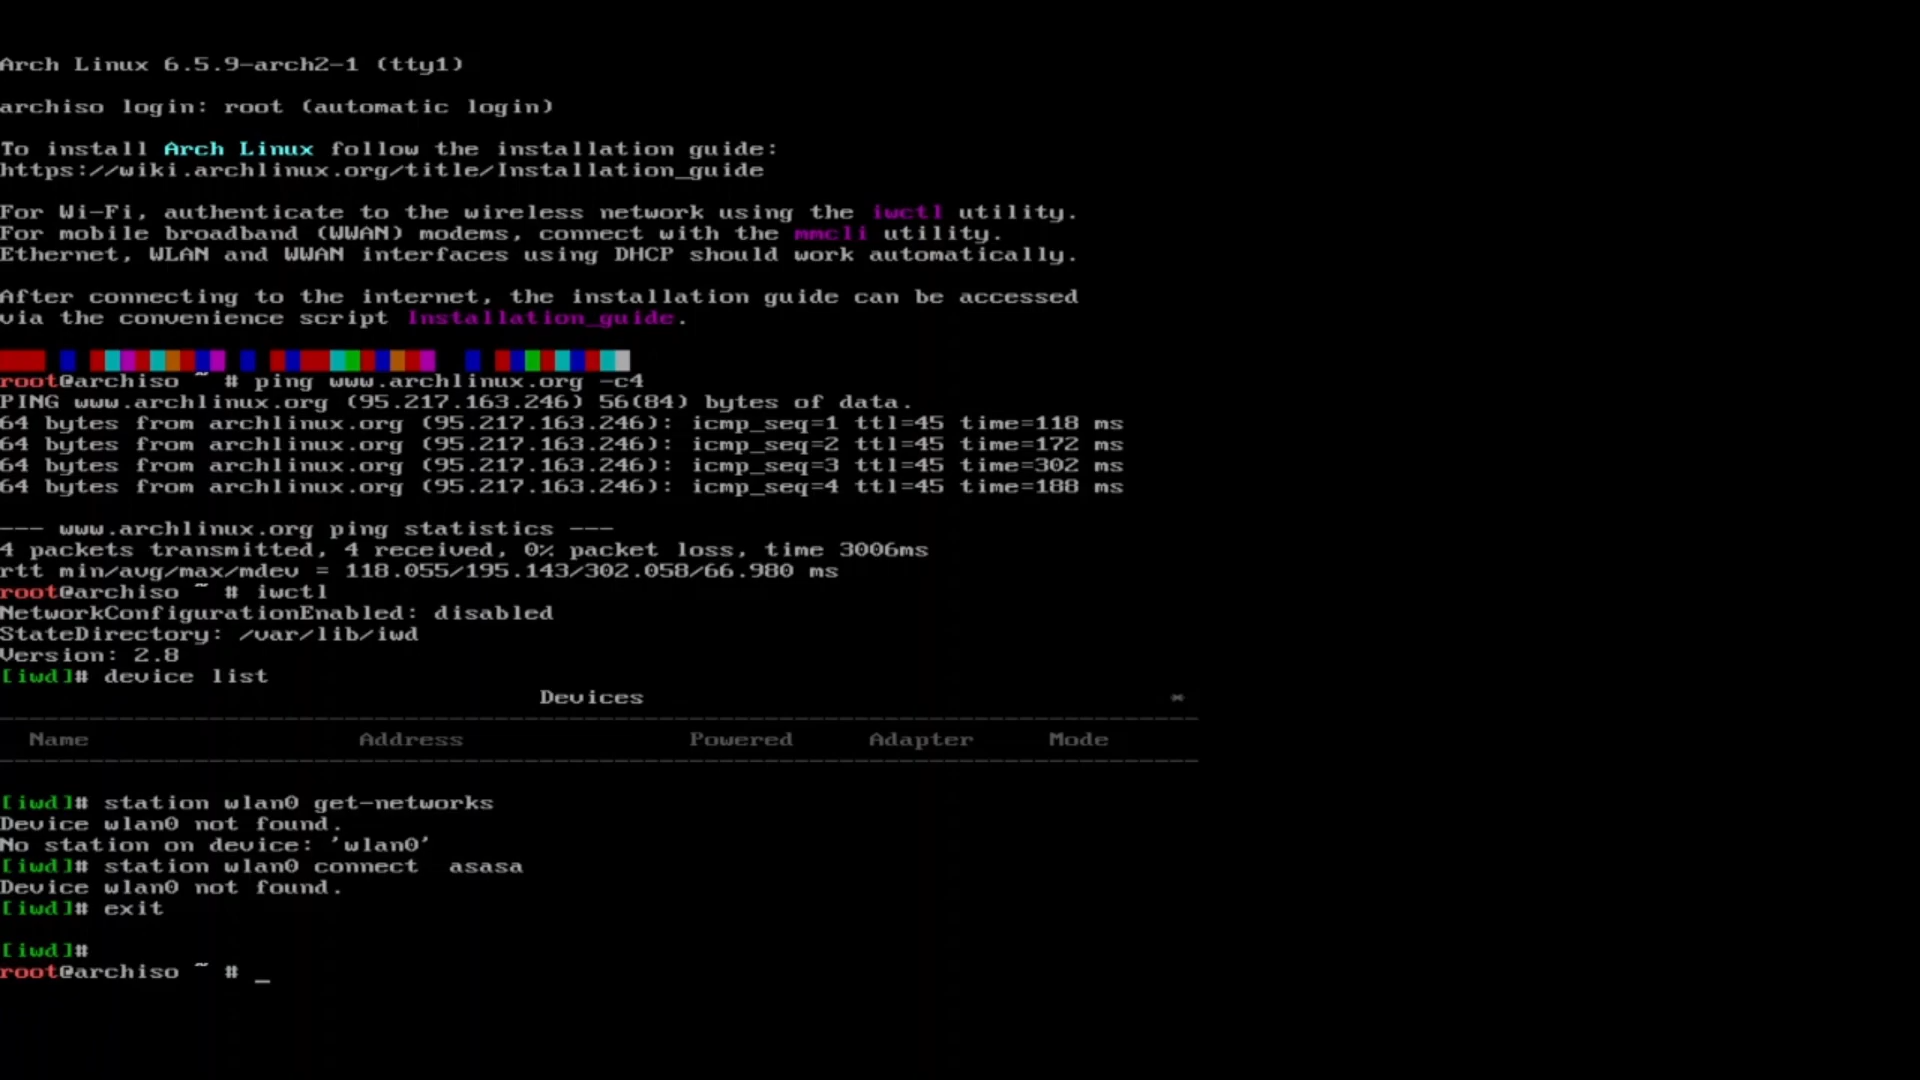 Arch Linux 6.5.9-arch2-1 (tty1)
archiso login: root (automatic login)
To install Arch Linux follow the installation guide:
https://wiki.archlinux.org/title/Installation_guide
For Wi-Fi, authenticate to the wireless network using the iwctl utility.
For mobile broadband (WWAN) modems, connect with the mmcli utility.
Ethernet, WLAN and WWAN interfaces using DHCP should work automatically.
After connecting to the internet, the installation guide can be accessed
via the convenience script Installation_guide.
root@archiso ~ # ping www.archlinux.org -c4
PING www.archlinux.org (95.217.163.246) 56(84) bytes of data.
64 bytes from archlinux.org (95.217.163.246): icmp_seq=1 ttl=45 time=118 ms
64 bytes from archlinux.org (95.217.163.246): icmp_seq=2 ttl=45 time=172 ms
64 bytes from archlinux.org (95.217.163.246): icmp_seq=3 ttl=45 time=302 ms
64 bytes from archlinux.org (95.217.163.246): icmp_seq=4 ttl=45 time=188 ms
--- www.archlinux.org ping statistics ---
4 packets transmitted, 4 received, 0% packet loss, time 3006ms
rtt min/avg/max/mdev = 118.055/195.143/302.058/66.980 ms
root@archiso ~ # iwctl
NetworkConfigurationEnabled: disabled
StateDirectory: /var/lib/iwd
Version: 2.8
[iwd]# device list
Devices *
Name Address Powered Adapter Mode
[iwd]# station wlan0 get-networks
Device wlan0 not found.
No station on device: 'wlan0'
[iwd]# station wlan0 connect  asasa
Device wlan0 not found.
[iwd]# exit
[iwd]#
root@archiso ~ # _